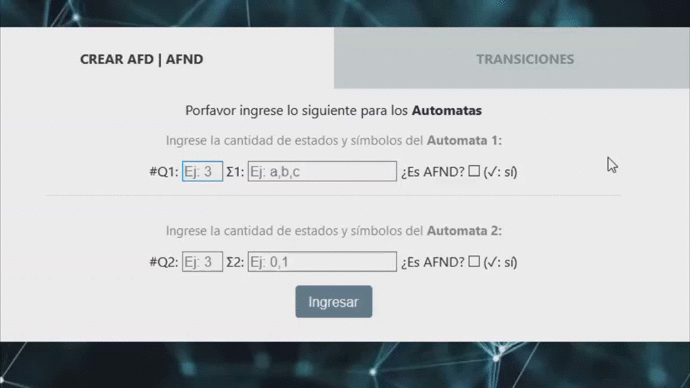 CREAR AFD | AFND
TRANSICIONES
Porfavor ingrese lo siguiente para los Automatas
Ingrese la cantidad de estados y símbolos del Automata 1:
#Q1: Ej: 3 Σ1: Ej: a,b,c ¿Es AFND? ☐ (✓: sí)
Ingrese la cantidad de estados y símbolos del Automata 2:
#Q2: Ej: 3 Σ2: Ej: 0,1 ¿Es AFND? ☐ (✓: sí)
Ingresar